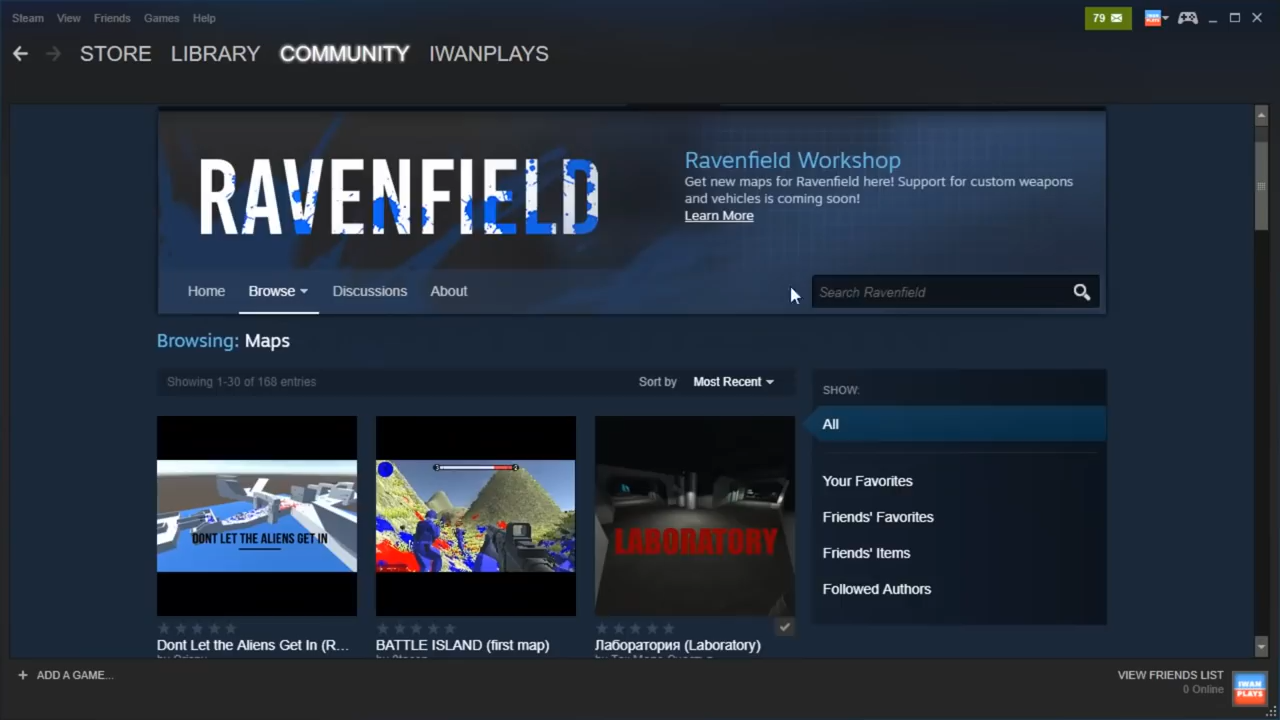 Steam View Friends Games Help
79
STORE LIBRARY COMMUNITY IWANPLAYS
RAVENFIELD
Ravenfield Workshop
Get new maps for Ravenfield here! Support for custom weapons
and vehicles is coming soon!
Learn More
Home Browse Discussions About
Search Ravenfield
Browsing: Maps
Showing 1-30 of 168 entries
Sort by Most Recent
SHOW:
All
Your Favorites
Friends' Favorites
Friends' Items
Followed Authors
DONT LET THE ALIENS GET IN
LABORATORY
Dont Let the Aliens Get In (R...
BATTLE ISLAND (first map)
Лаборатория (Laboratory)
+ ADD A GAME...
VIEW FRIENDS LIST
0 Online
IWAN
PLAYS